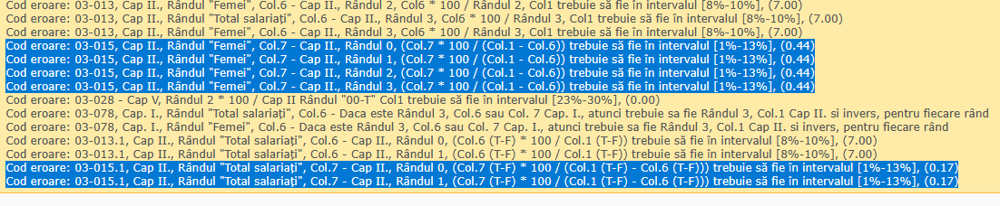 Cod eroare: 03-013, Cap II., Rândul "Femei", Col.6 - Cap II., Rândul 2, Col6 * 100 / Rândul 2, Col1 trebuie să fie în intervalul [8%-10%], (7.00)
Cod eroare: 03-013, Cap II., Rândul "Total salariați", Col.6 - Cap II., Rândul 3, Col6 * 100 / Rândul 3, Col1 trebuie să fie în intervalul [8%-10%], (7.00)
Cod eroare: 03-013, Cap II., Rândul "Femei", Col.6 - Cap II., Rândul 3, Col6 * 100 / Rândul 3, Col1 trebuie să fie în intervalul [8%-10%], (7.00)
Cod eroare: 03-015, Cap II., Rândul "Femei", Col.7 - Cap II., Rândul 0, (Col.7 * 100 / (Col.1 - Col.6)) trebuie să fie în intervalul [1%-13%], (0.44)
Cod eroare: 03-015, Cap II., Rândul "Femei", Col.7 - Cap II., Rândul 1, (Col.7 * 100 / (Col.1 - Col.6)) trebuie să fie în intervalul [1%-13%], (0.44)
Cod eroare: 03-015, Cap II., Rândul "Femei", Col.7 - Cap II., Rândul 2, (Col.7 * 100 / (Col.1 - Col.6)) trebuie să fie în intervalul [1%-13%], (0.44)
Cod eroare: 03-015, Cap II., Rândul "Femei", Col.7 - Cap II., Rândul 3, (Col.7 * 100 / (Col.1 - Col.6)) trebuie să fie în intervalul [1%-13%], (0.44)
Cod eroare: 03-028 - Cap V, Rândul 2 * 100 / Cap II Rândul "00-T" Col1 trebuie să fie în intervalul [23%-30%], (0.00)
Cod eroare: 03-078, Cap. I., Rândul "Total salariați", Col.6 - Daca este Rândul 3, Col.6 sau Col. 7 Cap. I., atunci trebuie sa fie Rândul 3, Col.1 Cap II. si invers, pentru fiecare rând
Cod eroare: 03-078, Cap. I., Rândul "Femei", Col.6 - Daca este Rândul 3, Col.6 sau Col. 7 Cap. I., atunci trebuie sa fie Rândul 3, Col.1 Cap II. si invers, pentru fiecare rând
Cod eroare: 03-013.1, Cap II., Rândul "Total salariați", Col.6 - Cap II., Rândul 0, (Col.6 (T-F) * 100 / Col.1 (T-F)) trebuie să fie în intervalul [8%-10%], (7.00)
Cod eroare: 03-013.1, Cap II., Rândul "Total salariați", Col.6 - Cap II., Rândul 1, (Col.6 (T-F) * 100 / Col.1 (T-F)) trebuie să fie în intervalul [8%-10%], (7.00)
Cod eroare: 03-015.1, Cap II., Rândul "Total salariați", Col.7 - Cap II., Rândul 0, (Col.7 (T-F) * 100 / (Col.1 (T-F) - Col.6 (T-F))) trebuie să fie în intervalul [1%-13%], (0.17)
Cod eroare: 03-015.1, Cap II., Rândul "Total salariați", Col.7 - Cap II., Rândul 1, (Col.7 (T-F) * 100 / (Col.1 (T-F) - Col.6 (T-F))) trebuie să fie în intervalul [1%-13%], (0.17)